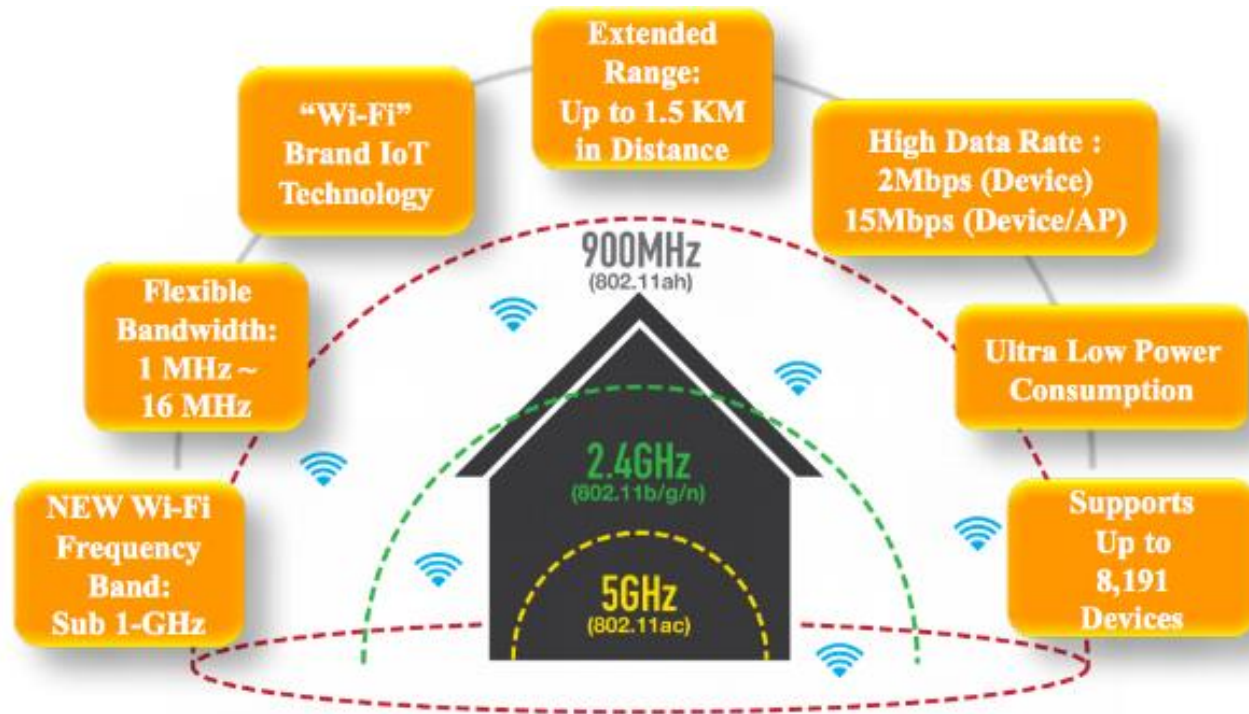 Extended
Range:
Up to 1.5 KM
in Distance
“Wi-Fi”
Brand IoT
Technology
High Data Rate :
2Mbps (Device)
15Mbps (Device/AP)
900MHz
(802.11ah)
Flexible
Bandwidth:
1 MHz ~
16 MHz
Ultra Low Power
Consumption
2.4GHz
(802.11b/g/n)
NEW Wi-Fi
Frequency
Band:
Sub 1-GHz
Supports
Up to
8,191
Devices
5GHz
(802.11ac)